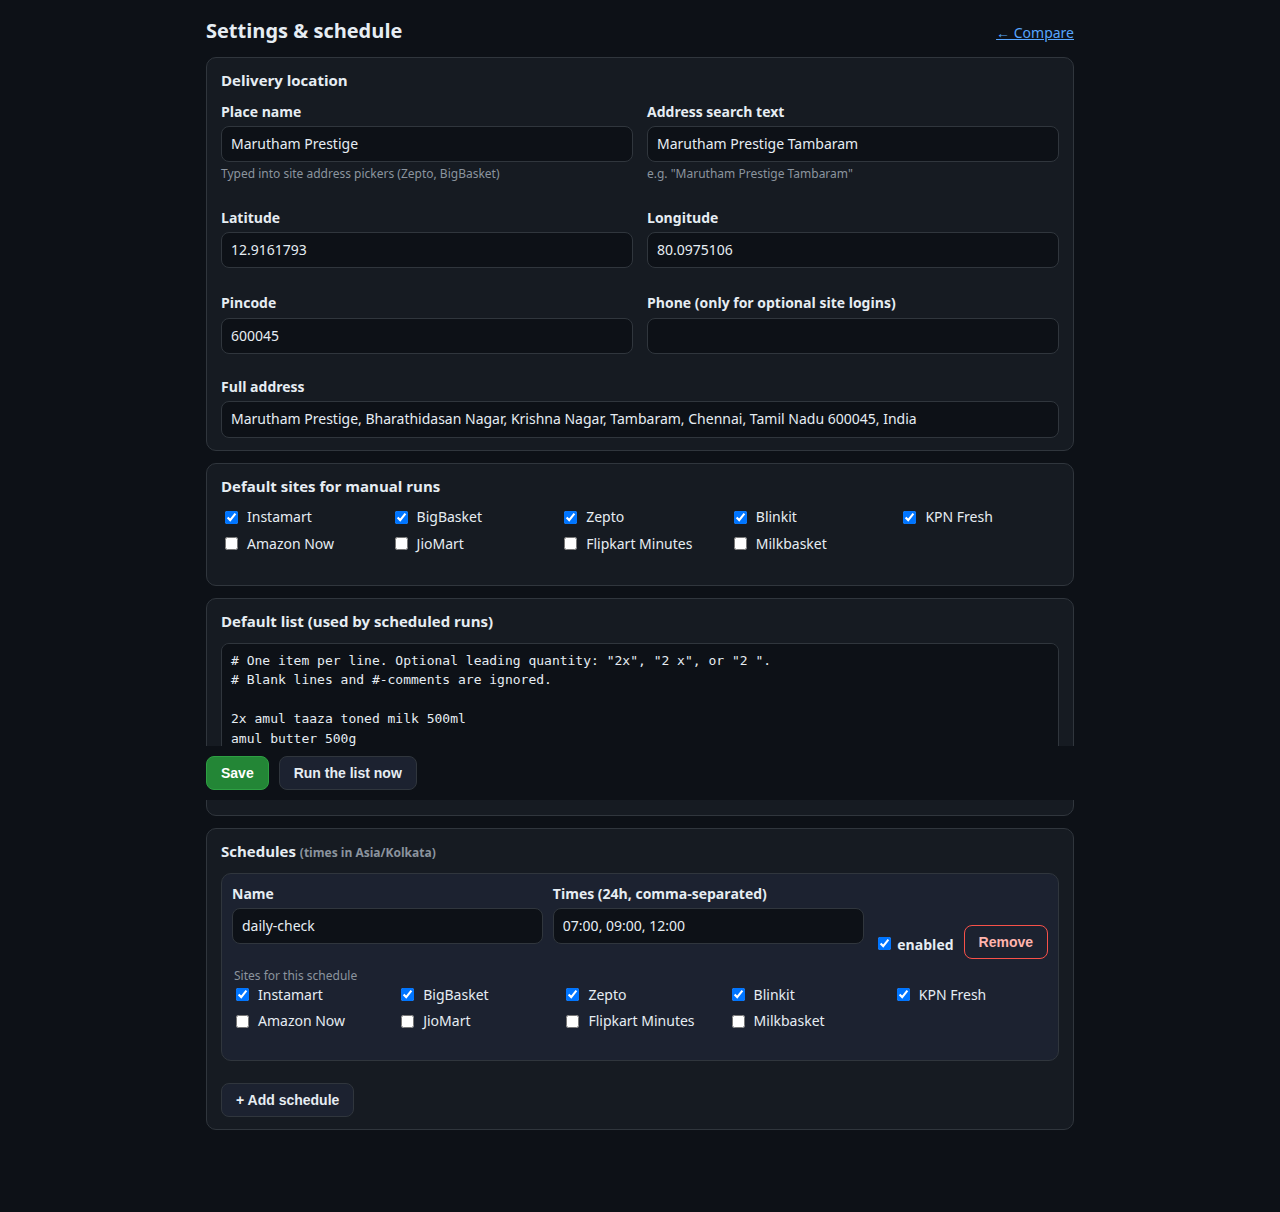 Settings & schedule
← Compare
Delivery location
Place name
Address search text
Marutham Prestige
Marutham Prestige Tambaram
Typed into site address pickers (Zepto, BigBasket)
e.g. "Marutham Prestige Tambaram"
Latitude
Longitude
12.9161793
80.0975106
Pincode
Phone (only for optional site logins)
600045
Full address
Marutham Prestige, Bharathidasan Nagar, Krishna Nagar, Tambaram, Chennai, Tamil Nadu 600045, India
Default sites for manual runs
Instamart
BigBasket
Zepto
Blinkit
KPN Fresh
Amazon Now
JioMart
Flipkart Minutes
Milkbasket
Default list (used by scheduled runs)
# One item per line. Optional leading quantity: "2x", "2 x", or "2 ".
# Blank lines and #-comments are ignored.
2x amul taaza toned milk 500ml
amul butter 500g
Save
Run the list now
Schedules (times in Asia/Kolkata)
Name
Times (24h, comma-separated)
daily-check
07:00, 09:00, 12:00
enabled
Remove
Sites for this schedule
Instamart
BigBasket
Zepto
Blinkit
KPN Fresh
Amazon Now
JioMart
Flipkart Minutes
Milkbasket
+ Add schedule